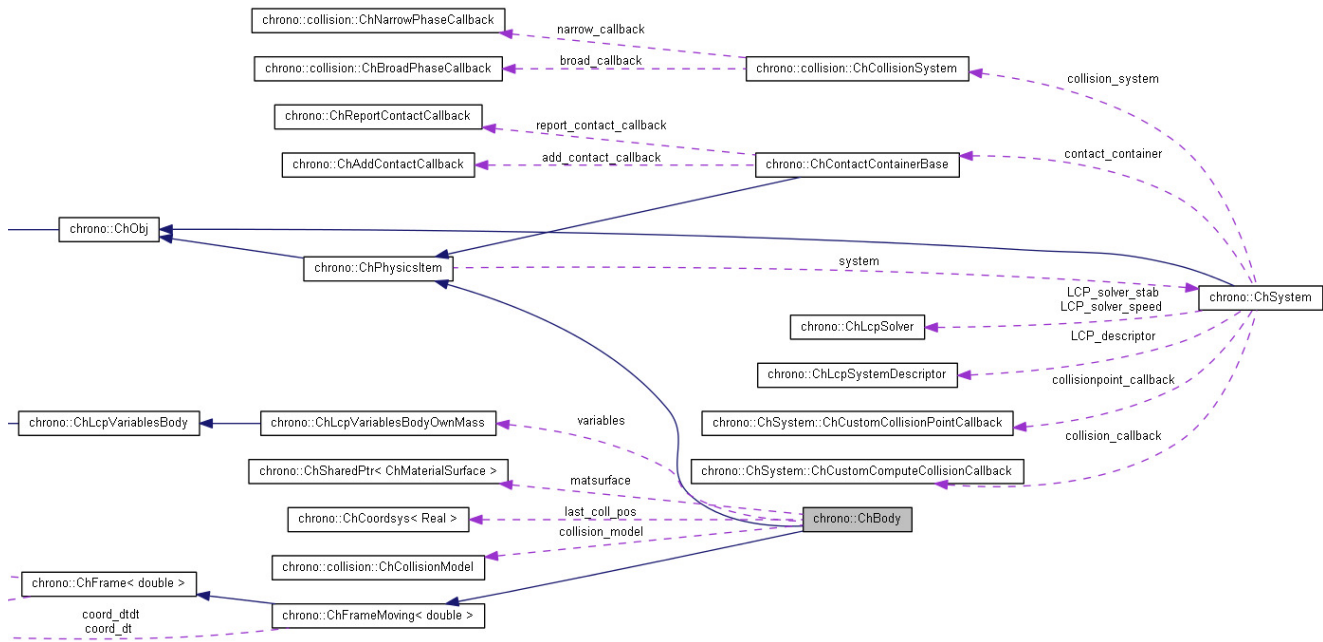 chrono::collision::ChNarrowPhaseCallback
narrow_callback
chrono::collision::ChBroadPhaseCallback
broad_callback
chrono::collision::ChCollisionSystem
collision_system
chrono::ChReportContactCallback
report_contact_callback
chrono::ChAddContactCallback
add_contact_callback
chrono::ChContactContainerBase
contact_container
chrono::ChObj
chrono::ChPhysicsItem
system
chrono::ChSystem
LCP_solver_stab
LCP_solver_speed
chrono::ChLcpSolver
LCP_descriptor
chrono::ChLcpSystemDescriptor
collisionpoint_callback
chrono::ChLcpVariablesBody
chrono::ChLcpVariablesBodyOwnMass
variables
chrono::ChSystem::ChCustomCollisionPointCallback
collision_callback
chrono::ChSharedPtr< ChMaterialSurface >
matsurface
chrono::ChSystem::ChCustomComputeCollisionCallback
chrono::ChCoordsys< Real >
last_coll_pos
chrono::ChBody
collision_model
chrono::collision::ChCollisionModel
chrono::ChFrame< double >
coord_dtdt
coord_dt
chrono::ChFrameMoving< double >